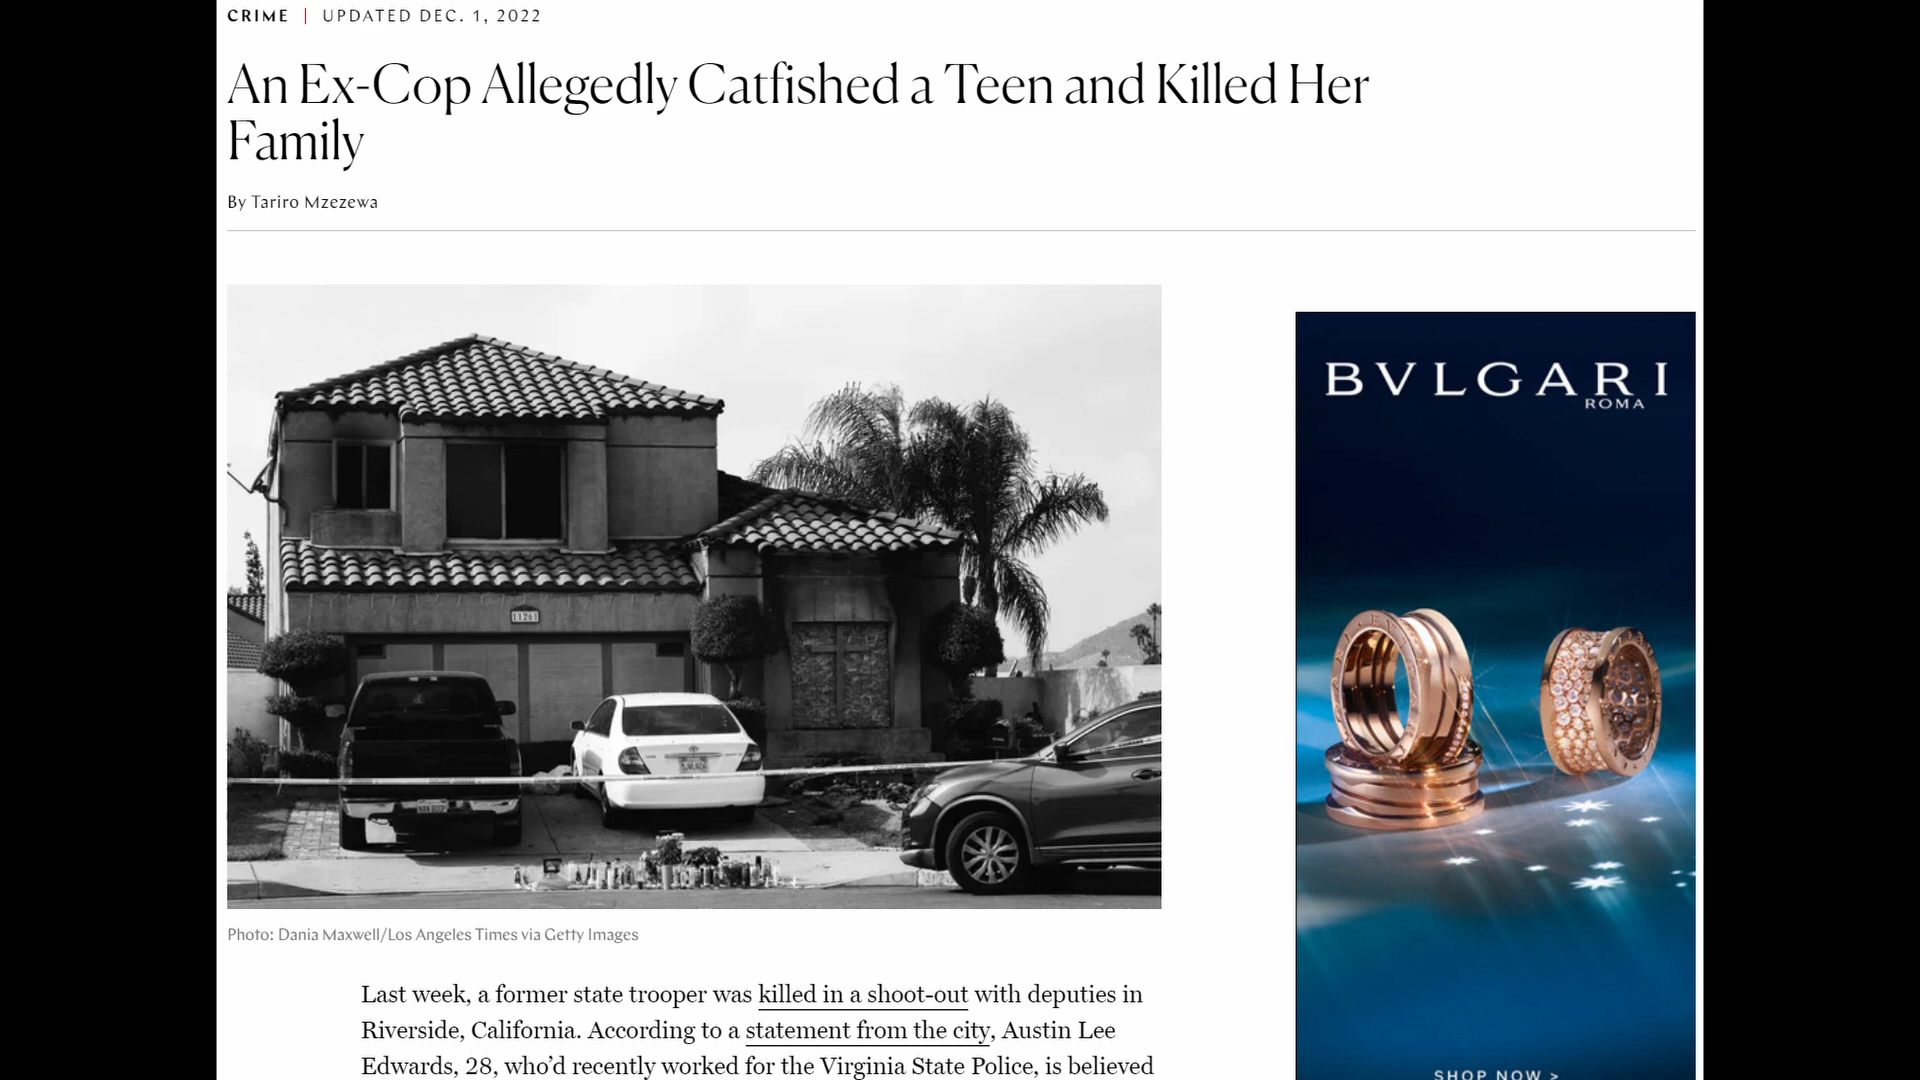 CRIME | UPDATED DEC. 1, 2022
An Ex-Cop Allegedly Catfished a Teen and Killed Her
Family
By Tariro Mzezewa
11261
BVLGARI
ROMA
Photo: Dania Maxwell/Los Angeles Times via Getty Images
Last week, a former state trooper was killed in a shoot-out with deputies in
Riverside, California. According to a statement from the city, Austin Lee
Edwards, 28, who’d recently worked for the Virginia State Police, is believed
SHOP NOW >